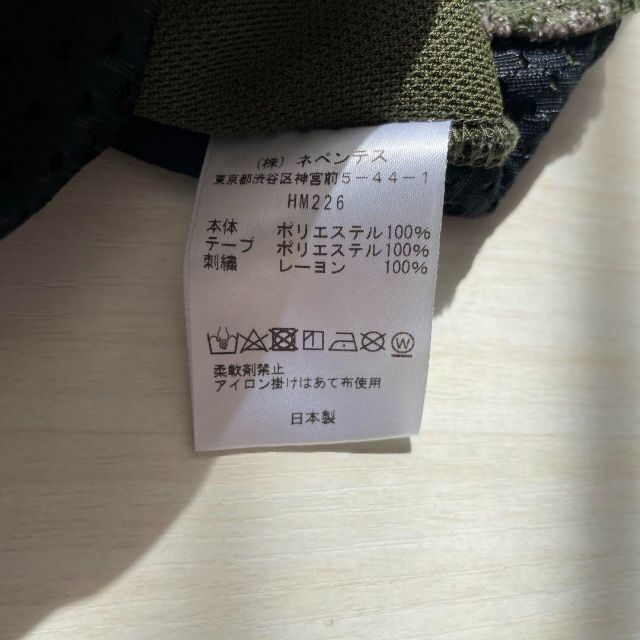 (株) ネペンテス
東京都渋谷区神宮前5-44-1
HM226
本体 ポリエステル100%
テープ ポリエステル100%
刺繍 レーヨン 100%
W
柔軟剤禁止
アイロン掛けはあて布使用
日本製